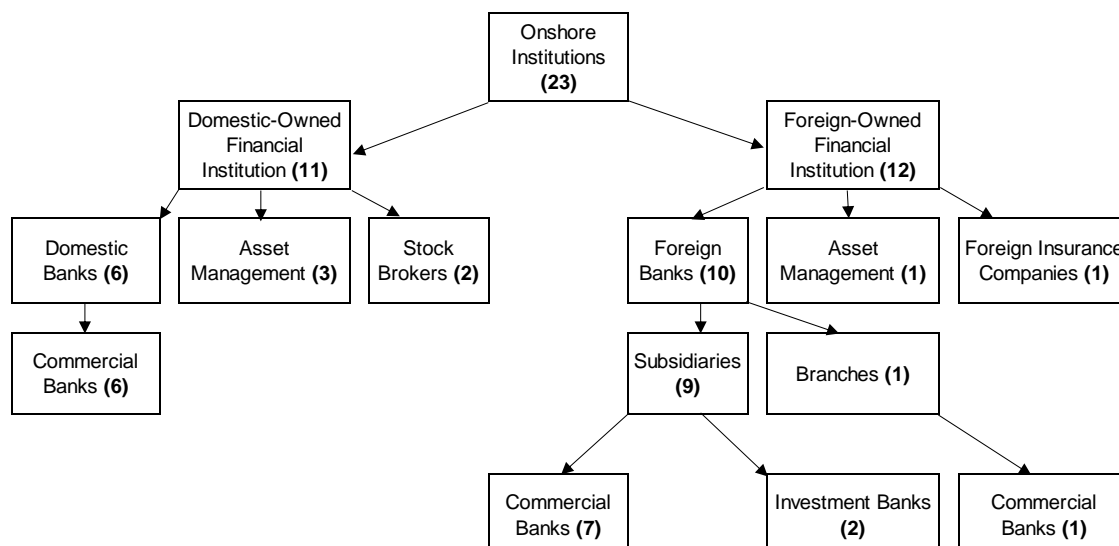 Onshore
Institutions
(23)
Domestic-Owned
Financial
Institution (11)
Foreign-Owned
Financial
Institution (12)
Domestic
Banks (6)
Asset
Management (3)
Stock
Brokers (2)
Foreign
Banks (10)
Asset
Management (1)
Foreign Insurance
Companies (1)
Commercial
Banks (6)
Subsidiaries
(9)
Branches (1)
Commercial
Banks (7)
Investment Banks
(2)
Commercial
Banks (1)